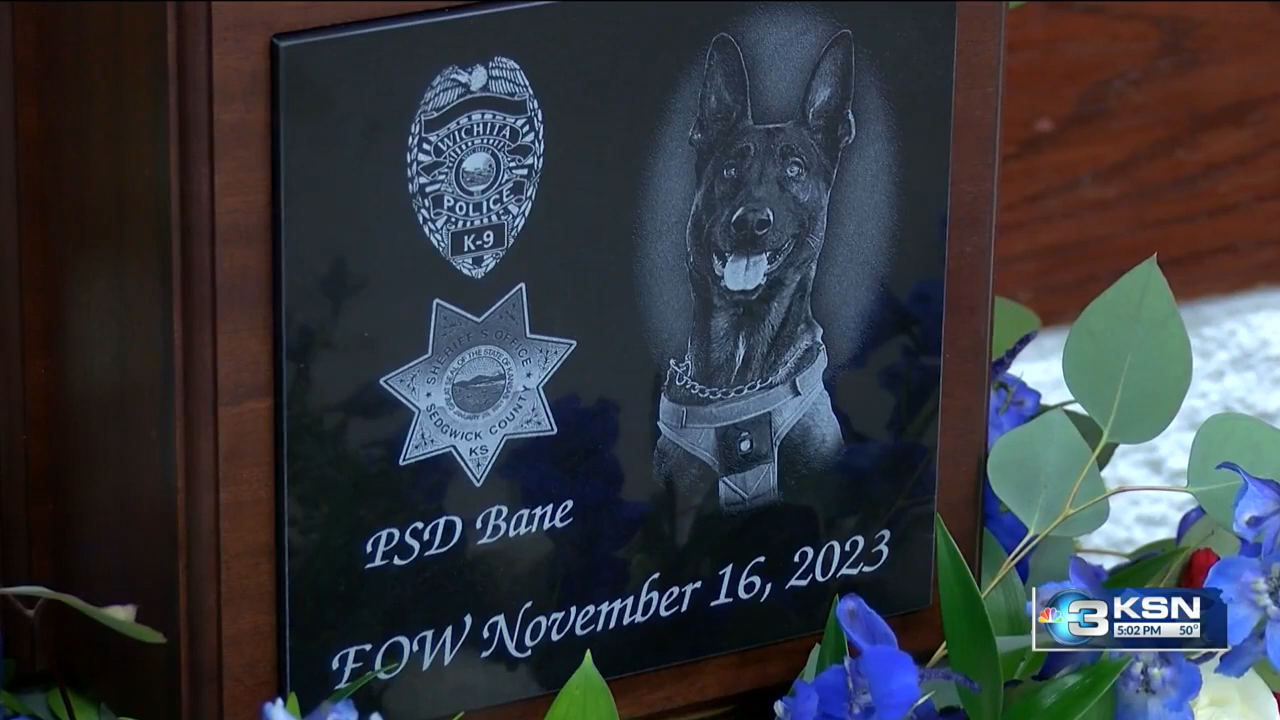 WICHITA
POLICE
K-9
SHERIFF'S OFFICE
SEDGWICK COUNTY
KS
PSD Bane
EOW November 16, 2023
3 KSN
5:02 PM 50°